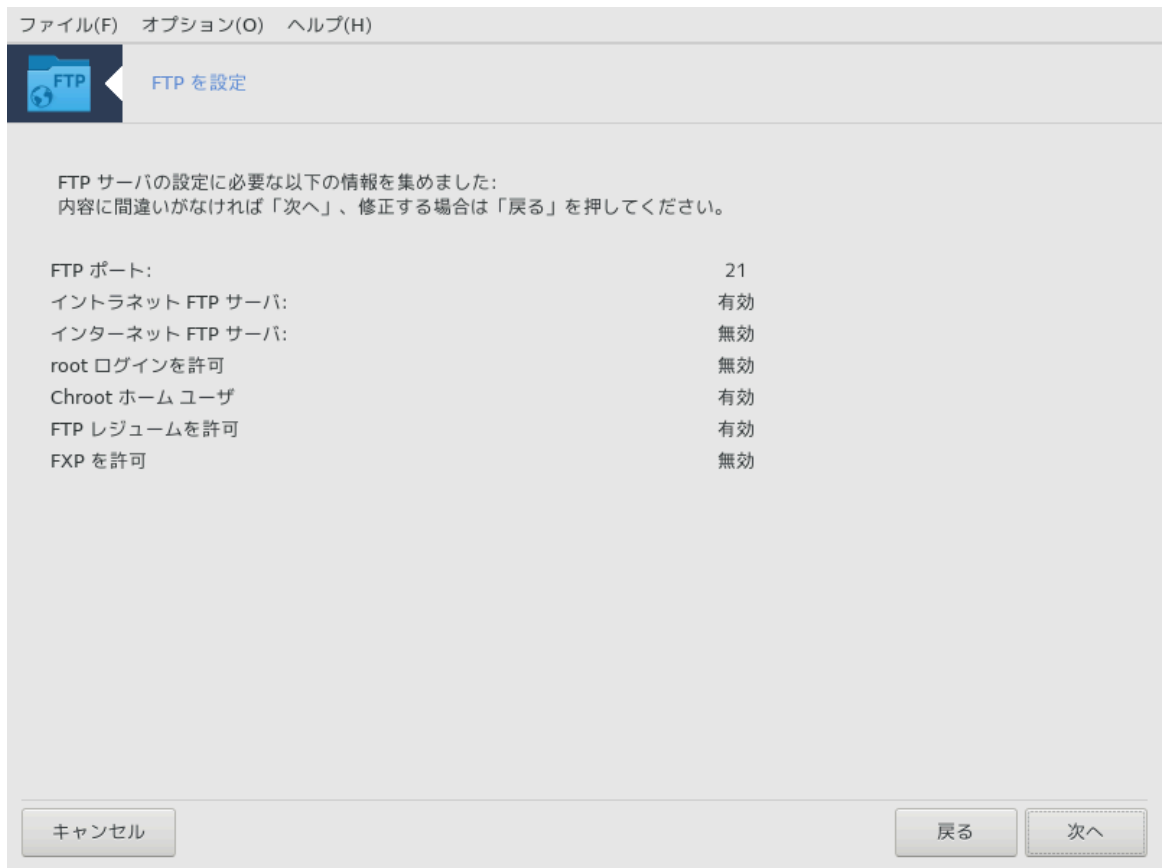 ファイル(F) オプション(O) ヘルプ(H)
FTP
FTP を設定
FTP サーバの設定に必要な以下の情報を集めました:
内容に間違いがなければ「次へ」、修正する場合は「戻る」を押してください。
FTP ポート: 21
イントラネット FTP サーバ: 有効
インターネット FTP サーバ: 無効
root ログインを許可 無効
Chroot ホーム ユーザ 有効
FTP レジュームを許可 有効
FXP を許可 無効
キャンセル 戻る 次へ